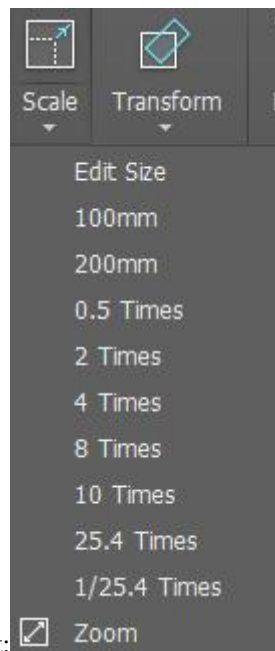 Scale Transform
Edit Size
100mm
200mm
0.5 Times
2 Times
4 Times
8 Times
10 Times
25.4 Times
1/25.4 Times
Zoom